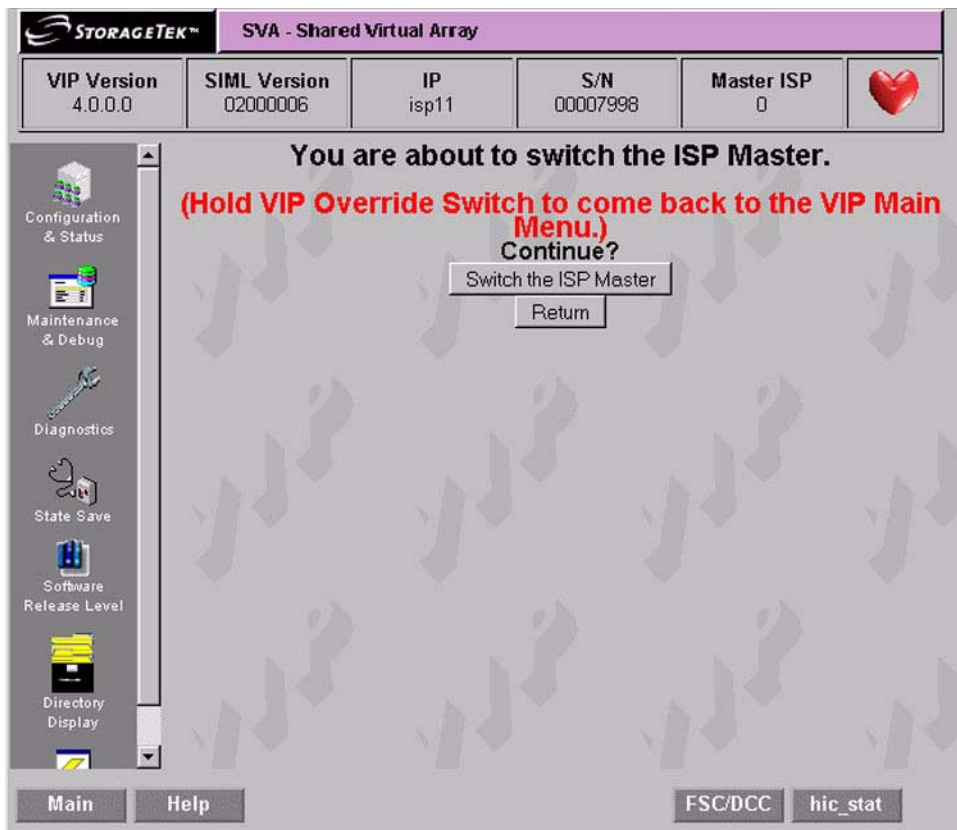 STORAGETEK™
SVA - Shared Virtual Array
VIP Version
4.0.0.0
SIML Version
02000006
IP
isp11
S/N
00007998
Master ISP
0
Configuration
& Status
Maintenance
& Debug
Diagnostics
State Save
Software
Release Level
Directory
Display
You are about to switch the ISP Master.
(Hold VIP Override Switch to come back to the VIP Main
Menu.)
Continue?
Switch the ISP Master
Return
Main
Help
FSC/DCC
hic_stat